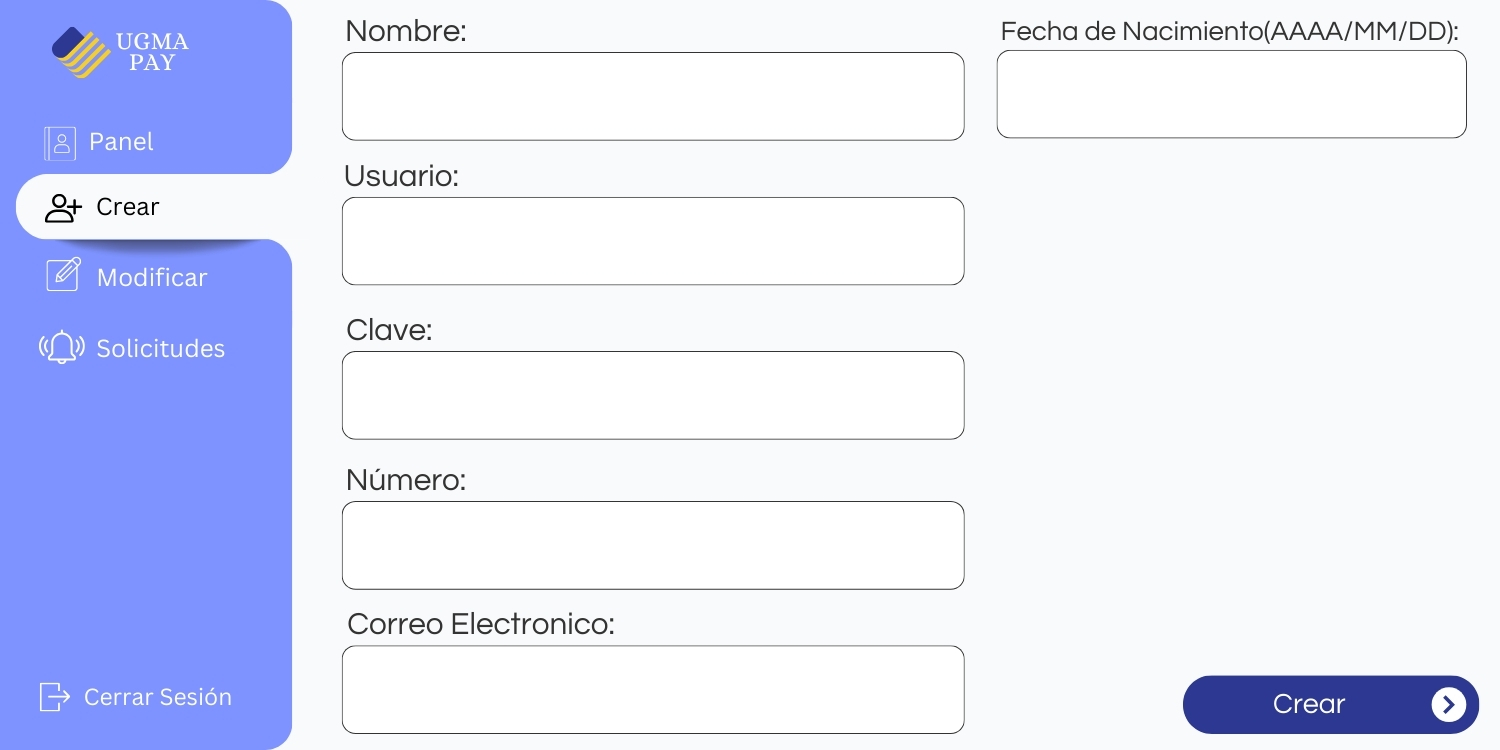 UGMA
PAY
Panel
Crear
Modificar
Solicitudes
Cerrar Sesión
Nombre:
Usuario:
Clave:
Número:
Correo Electronico:
Fecha de Nacimiento(AAAA/MM/DD):
Crear